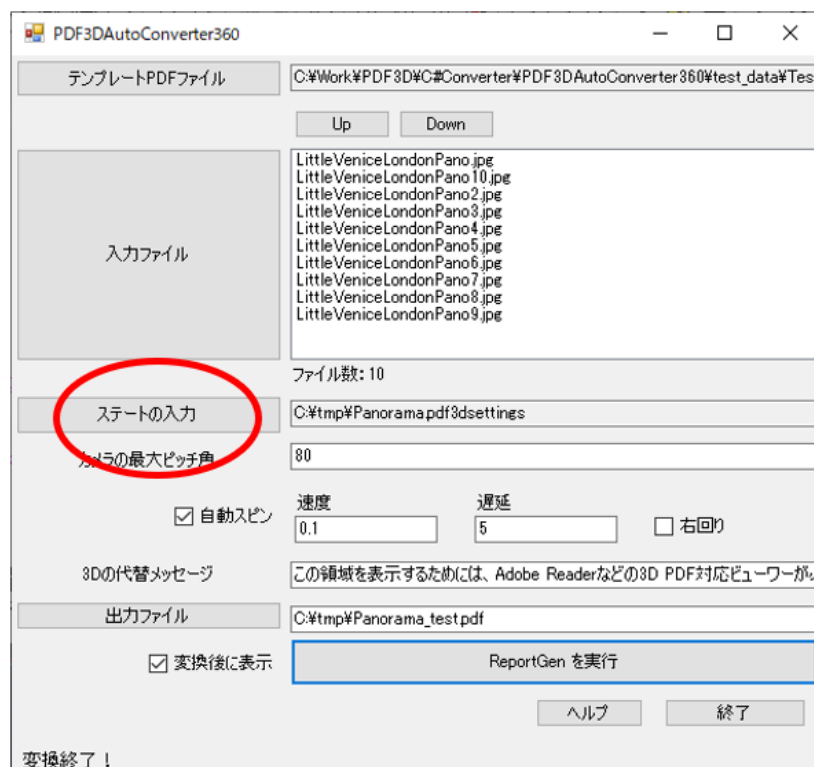 PDF3DAutoConverter360
テンプレートPDFファイル C:¥Work¥PDF3D¥C#Converter¥PDF3DAutoConverter360¥test_data¥Tes
Up Down
LittleVeniceLondonPano.jpg
LittleVeniceLondonPano10.jpg
LittleVeniceLondonPano2.jpg
LittleVeniceLondonPano3.jpg
LittleVeniceLondonPano4.jpg
LittleVeniceLondonPano5.jpg
LittleVeniceLondonPano6.jpg
LittleVeniceLondonPano7.jpg
LittleVeniceLondonPano8.jpg
LittleVeniceLondonPano9.jpg
入力ファイル
ファイル数: 10
ステートの入力 C:¥tmp¥Panorama.pdf3dsettings
カメラの最大ピッチ角 80
速度 遅延
自動スピン 0.1 5 右回り
3Dの代替メッセージ この領域を表示するためには、Adobe Readerなどの3D PDF対応ビューワーが
出力ファイル C:¥tmp¥Panorama_test.pdf
変換後に表示 ReportGen を実行
ヘルプ 終了
変換終了！